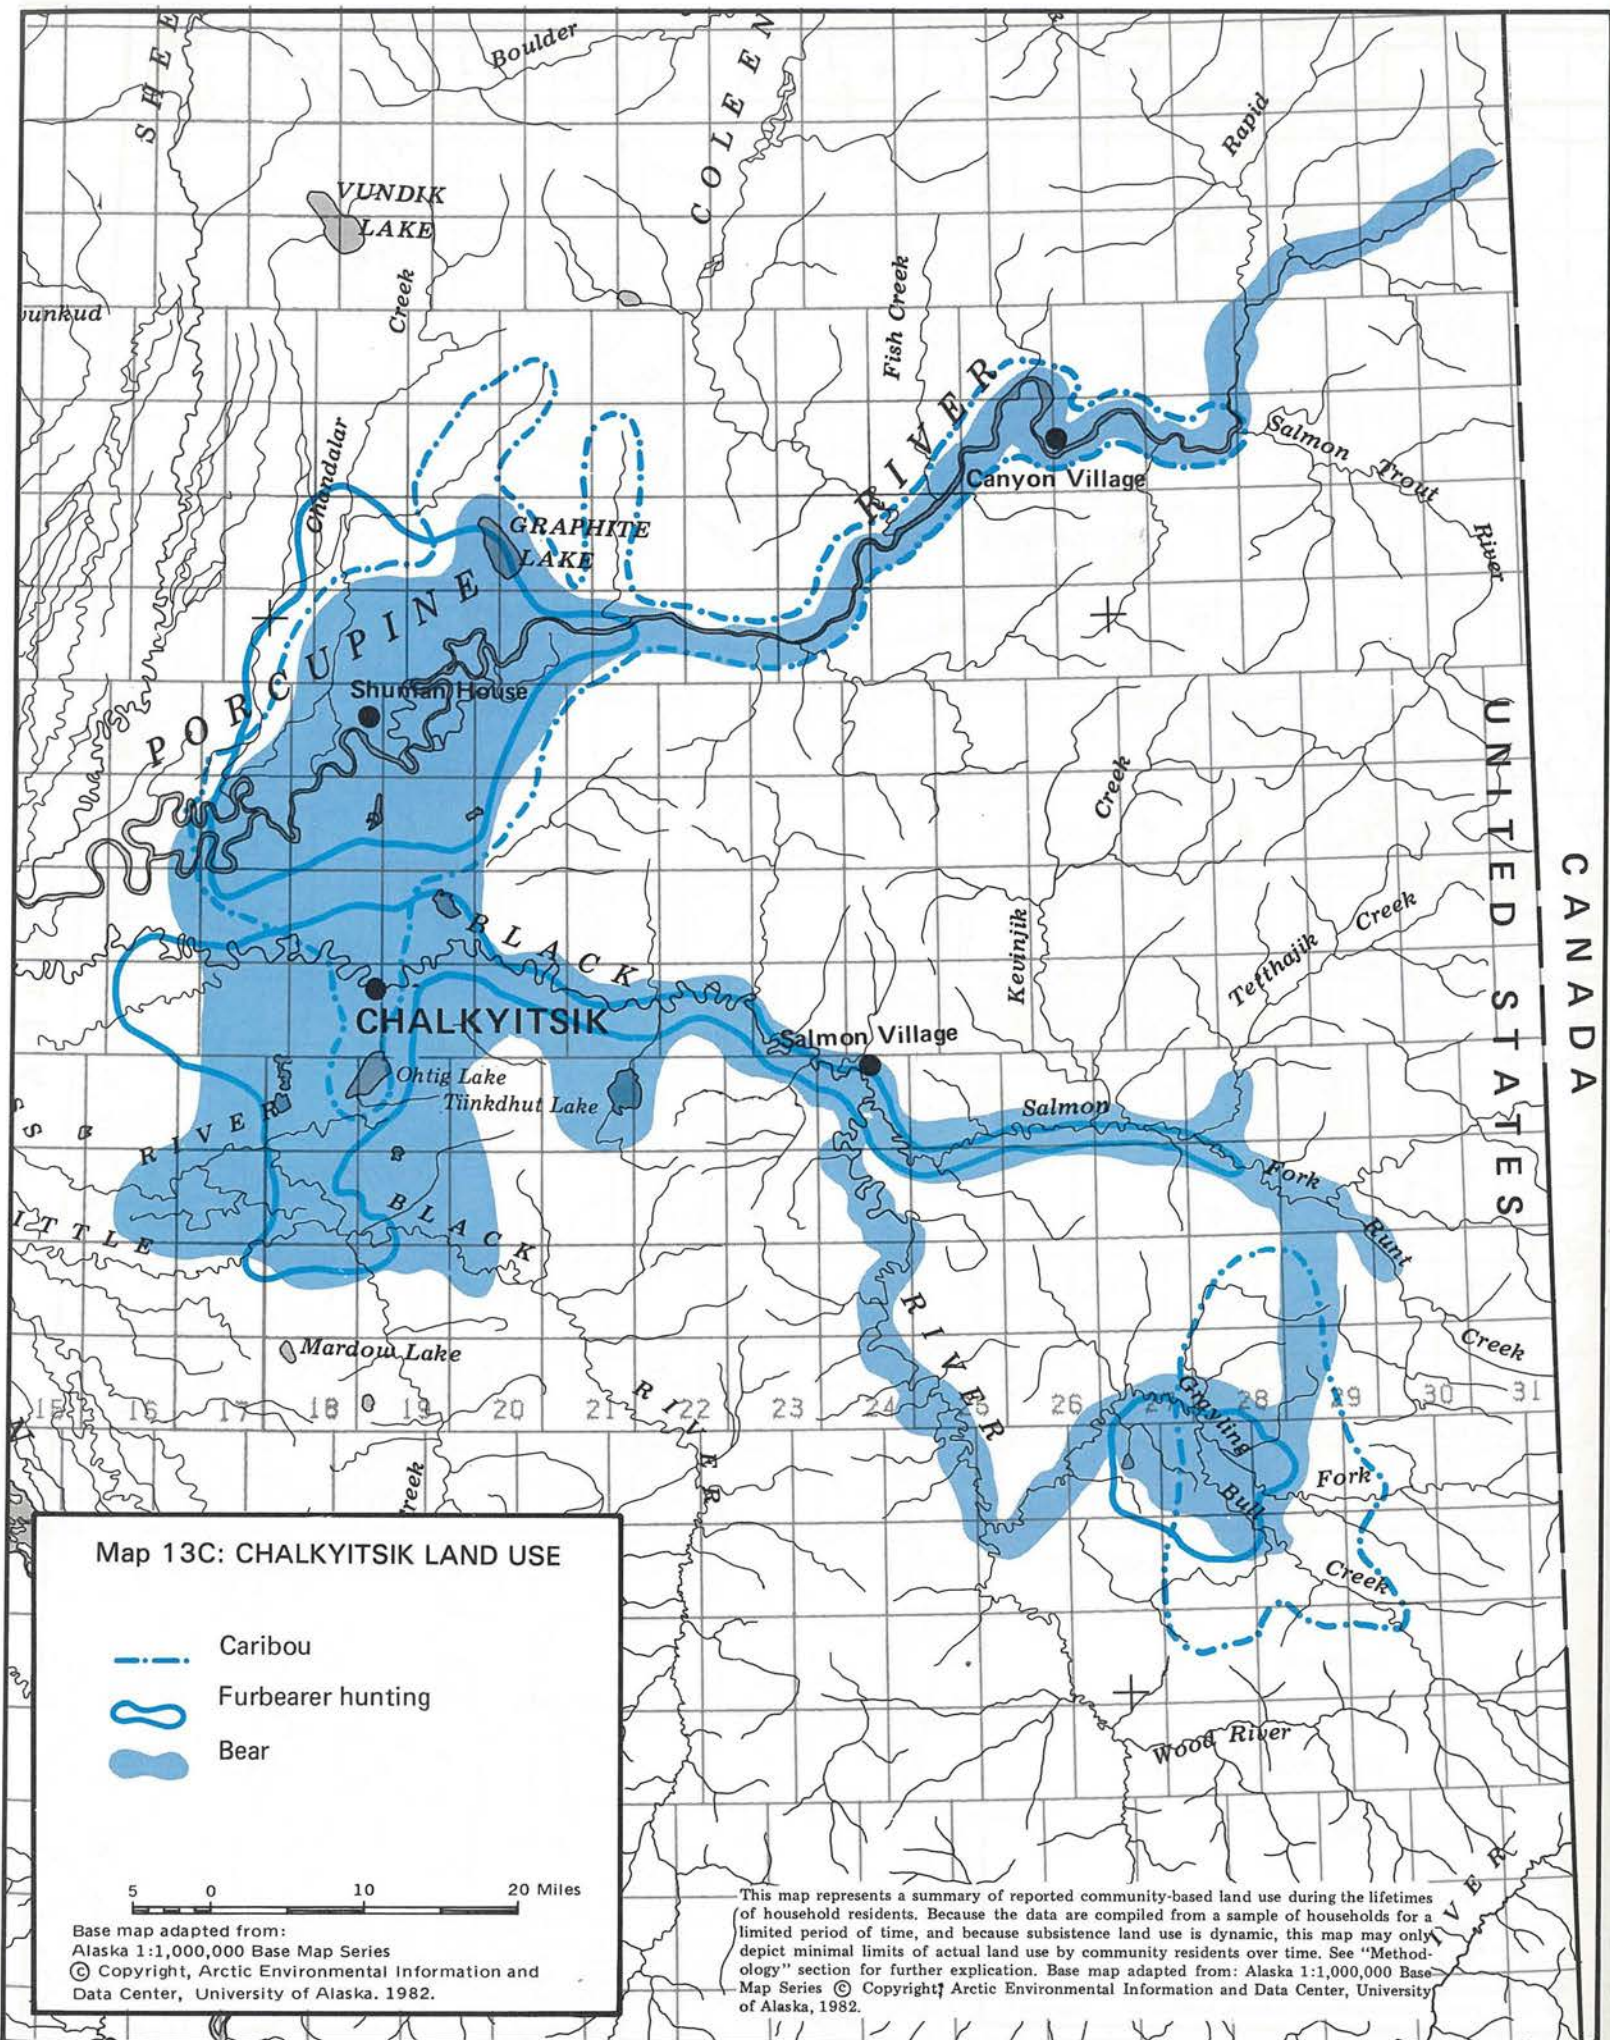 SHEE
Boulder
COLEEN
Rapid
VUNDIK
LAKE
Creek
Fish Creek
unkud
RIVER
Salmon Trout
River
Canyon Village
Chandalar
GRAPHITE
LAKE
PORCUPINE
Shuman House
UNITED STATES
CANADA
Creek
BLACK
Kevinjik
Creek
Tetthajik
CHALKYITSIK
Salmon Village
Ohtig Lake
Tiinkdhut Lake
Salmon
S
RIVER
Fork
BLACK
Runt
ITTLE
RIVER
Creek
Mardow Lake
RIVER
15 16 17 18 19 20 21 22 23 24 25 26 27 28 29 30 31
Grayling
Fork
Bull
Creek
reek
Map 13C: CHALKYITSIK LAND USE
Caribou
Furbearer hunting
Bear
5 0 10 20 Miles
Base map adapted from:
Alaska 1:1,000,000 Base Map Series
© Copyright, Arctic Environmental Information and
Data Center, University of Alaska. 1982.
Wood River
IVER
This map represents a summary of reported community-based land use during the lifetimes
of household residents. Because the data are compiled from a sample of households for a
limited period of time, and because subsistence land use is dynamic, this map may only
depict minimal limits of actual land use by community residents over time. See “Method-
ology” section for further explication. Base map adapted from: Alaska 1:1,000,000 Base
Map Series © Copyright, Arctic Environmental Information and Data Center, University
of Alaska, 1982.